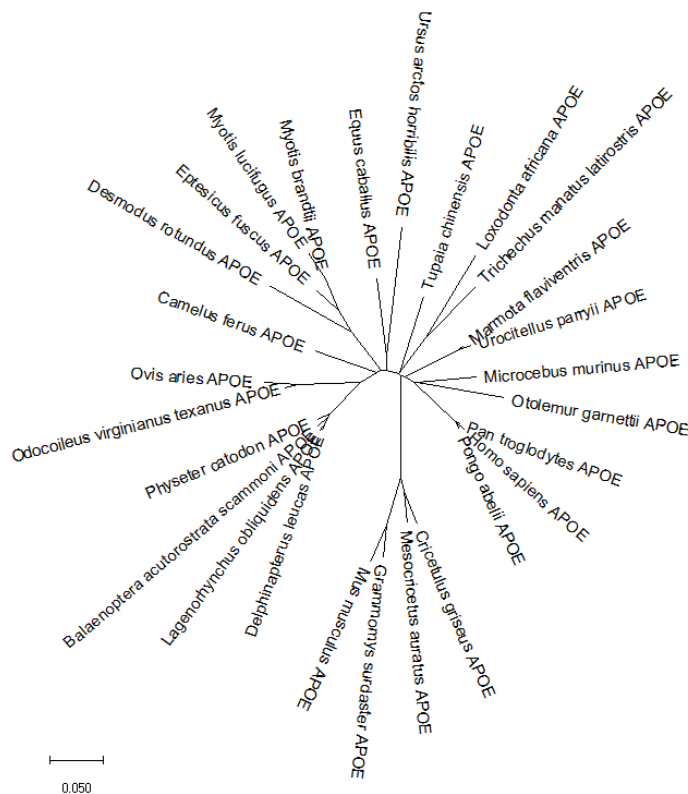 Ursus arctos horribilis APOE
Equus caballus APOE
Tupaia chinensis APOE
Loxodonta africana APOE
Trichechus manatus latirostris APOE
Marmota flaviventris APOE
Urocitellus parryii APOE
Microcebus murinus APOE
Otolemur garnettii APOE
Pan troglodytes APOE
Homo sapiens APOE
Pongo abelii APOE
Cricetulus griseus APOE
Mesocricetus auratus APOE
Grammomys surdaster APOE
Mus musculus APOE
Delphinapterus leucas APOE
Lagenorhynchus obliquidens APOE
Balaenoptera acutorostrata scammoni APOE
Physeter catodon APOE
Odocoileus virginianus texanus APOE
Ovis aries APOE
Camelus ferus APOE
Desmodus rotundus APOE
Eptesicus fuscus APOE
Myotis lucifugus APOE
Myotis brandtii APOE
0.050